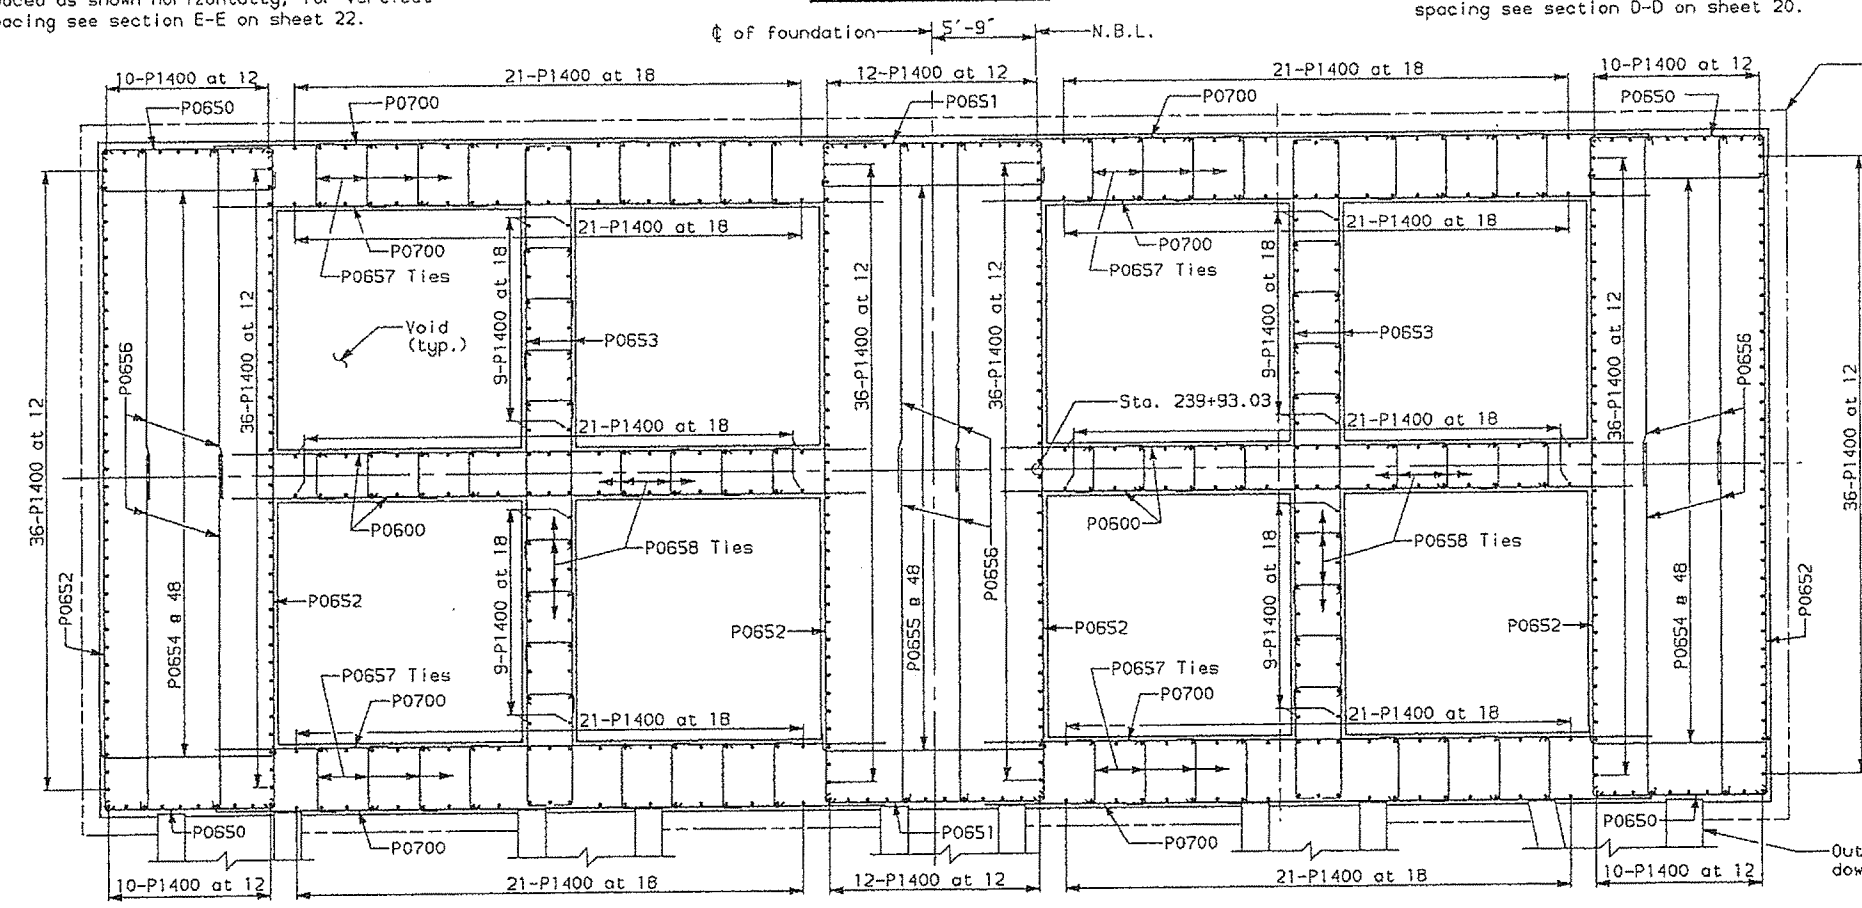 spaced as shown horizontally, for vertical
spacing see section E-E on sheet 22.
spacing see section D-D on sheet 20.
℄ of foundation
5'-9"
N.B.L.
10-P1400 at 12
21-P1400 at 18
12-P1400 at 12
21-P1400 at 18
10-P1400 at 12
P0650
P0700
P0651
P0700
P0650
21-P1400 at 18
21-P1400 at 18
P0700
P0657 Ties
P0700
P0657 Ties
9-P1400 at 18
9-P1400 at 18
36-P1400 at 12
36-P1400 at 12
36-P1400 at 12
36-P1400 at 12
36-P1400 at 12
36-P1400 at 12
Void
(typ.)
P0653
P0653
P0656
P0656
Sta. 239+93.03
21-P1400 at 18
21-P1400 at 18
P0600
P0600
P0658 Ties
P0658 Ties
P0656
9-P1400 at 18
9-P1400 at 18
P0652
P0652
P0652
P0652
P0652
P0652
P0654 @ 48
P0655 @ 48
P0654 @ 48
P0657 Ties
P0700
P0657 Ties
P0700
21-P1400 at 18
21-P1400 at 18
P0650
P0700
P0651
P0700
P0650
10-P1400 at 12
21-P1400 at 18
12-P1400 at 12
21-P1400 at 18
10-P1400 at 12